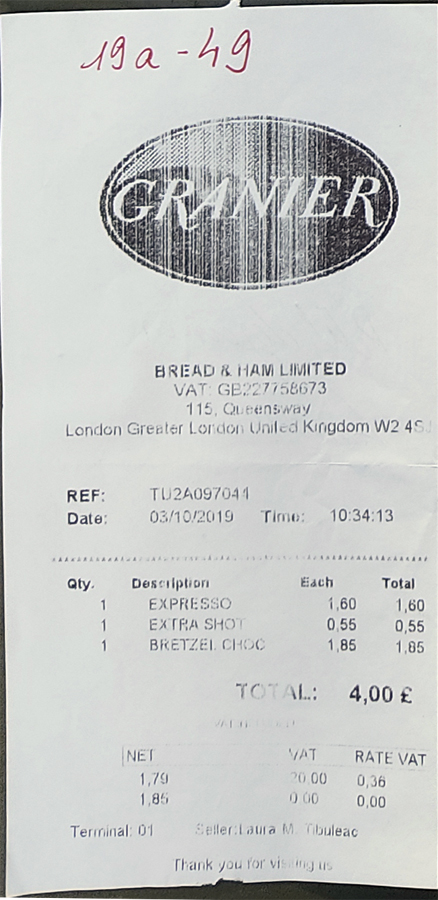 19a - 49
GRANIER
BREAD & HAM LIMITED
VAT: GB227758673
115, Queensway
London Greater London United Kingdom W2 4S
REF: TU2A097044
Date: 03/10/2019 Time: 10:34:13
Qty. Description Each Total
1 EXPRESSO 1,60 1,60
1 EXTRA SHOT 0,55 0,55
1 BRETZEL CHOC 1,85 1,85
TOTAL: 4,00 £
NET VAT RATE VAT
1,79 20.00 0,36
1,85 0.00 0,00
Terminal: 01 Seller: Laura M. Tibuleac
Thank you for visiting us